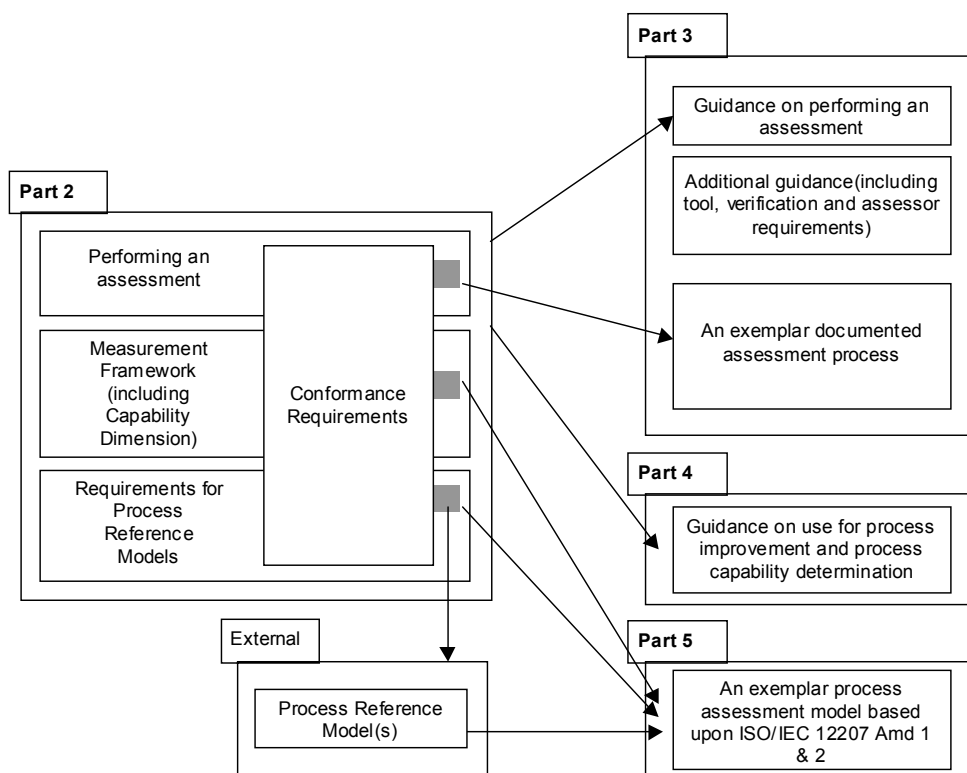 Part 2
Performing an
assessment
Measurement
Framework
(including
Capability
Dimension)
Requirements for
Process
Reference
Models
Conformance
Requirements
External
Process Reference
Model(s)
Part 3
Guidance on performing an
assessment
Additional guidance(including
tool, verification and assessor
requirements)
An exemplar documented
assessment process
Part 4
Guidance on use for process
improvement and process
capability determination
Part 5
An exemplar process
assessment model based
upon ISO/IEC 12207 Amd 1
& 2